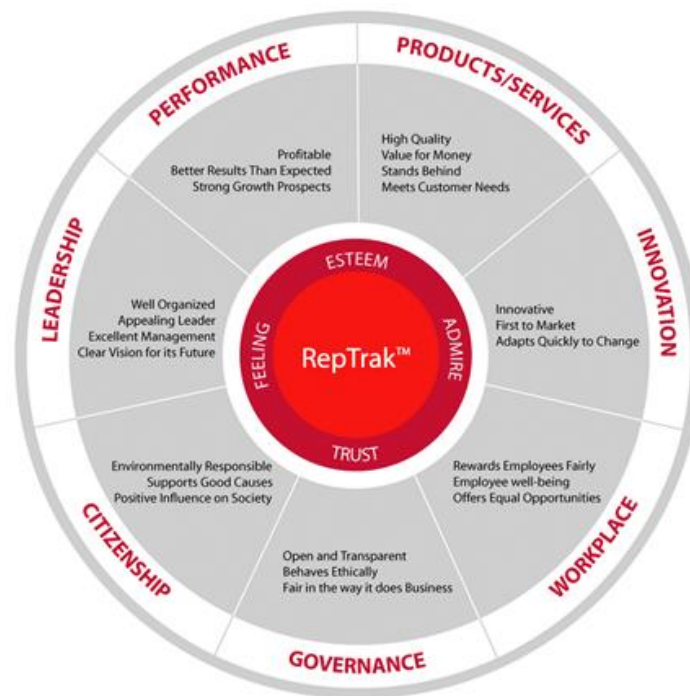 PERFORMANCE
Profitable
Better Results Than Expected
Strong Growth Prospects
PRODUCTS/SERVICES
High Quality
Value for Money
Stands Behind
Meets Customer Needs
INNOVATION
Innovative
First to Market
Adapts Quickly to Change
WORKPLACE
Rewards Employees Fairly
Employee well-being
Offers Equal Opportunities
GOVERNANCE
Open and Transparent
Behaves Ethically
Fair in the way it does Business
CITIZENSHIP
Environmentally Responsible
Supports Good Causes
Positive Influence on Society
LEADERSHIP
Well Organized
Appealing Leader
Excellent Management
Clear Vision for its Future
ESTEEM
ADMIRE
TRUST
FEELING
RepTrak™